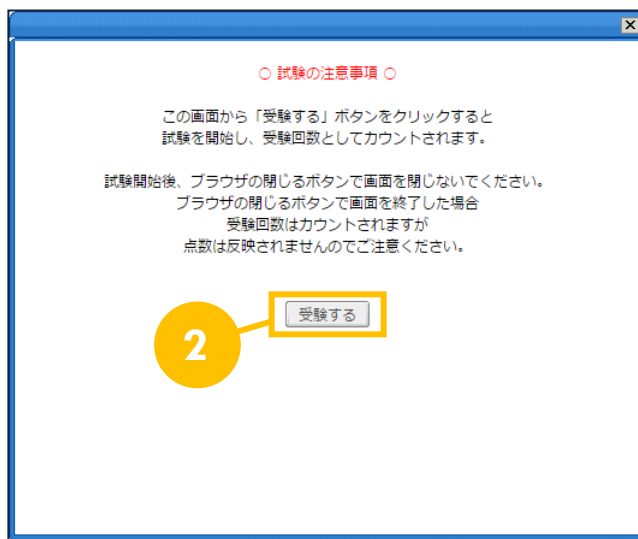 ○ 試験の注意事項 ○
この画面から「受験する」ボタンをクリックすると
試験を開始し、受験回数としてカウントされます。
試験開始後、ブラウザの閉じるボタンで画面を閉じないでください。
ブラウザの閉じるボタンで画面を終了した場合
受験回数はカウントされますが
点数は反映されませんのでご注意ください。
受験する
2